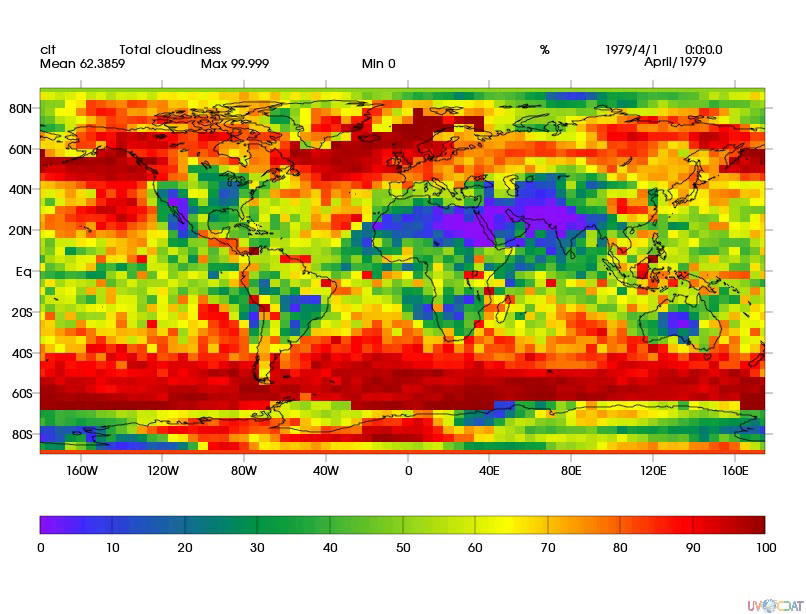 clt Total cloudiness % 1979/4/1 0:0:0.0
Mean 62.3859 Max 99.999 Min 0 April/1979
80N
60N
40N
20N
Eq
20S
40S
60S
80S
160W 120W 80W 40W 0 40E 80E 120E 160E
0 10 20 30 40 50 60 70 80 90 100
UV CDAT